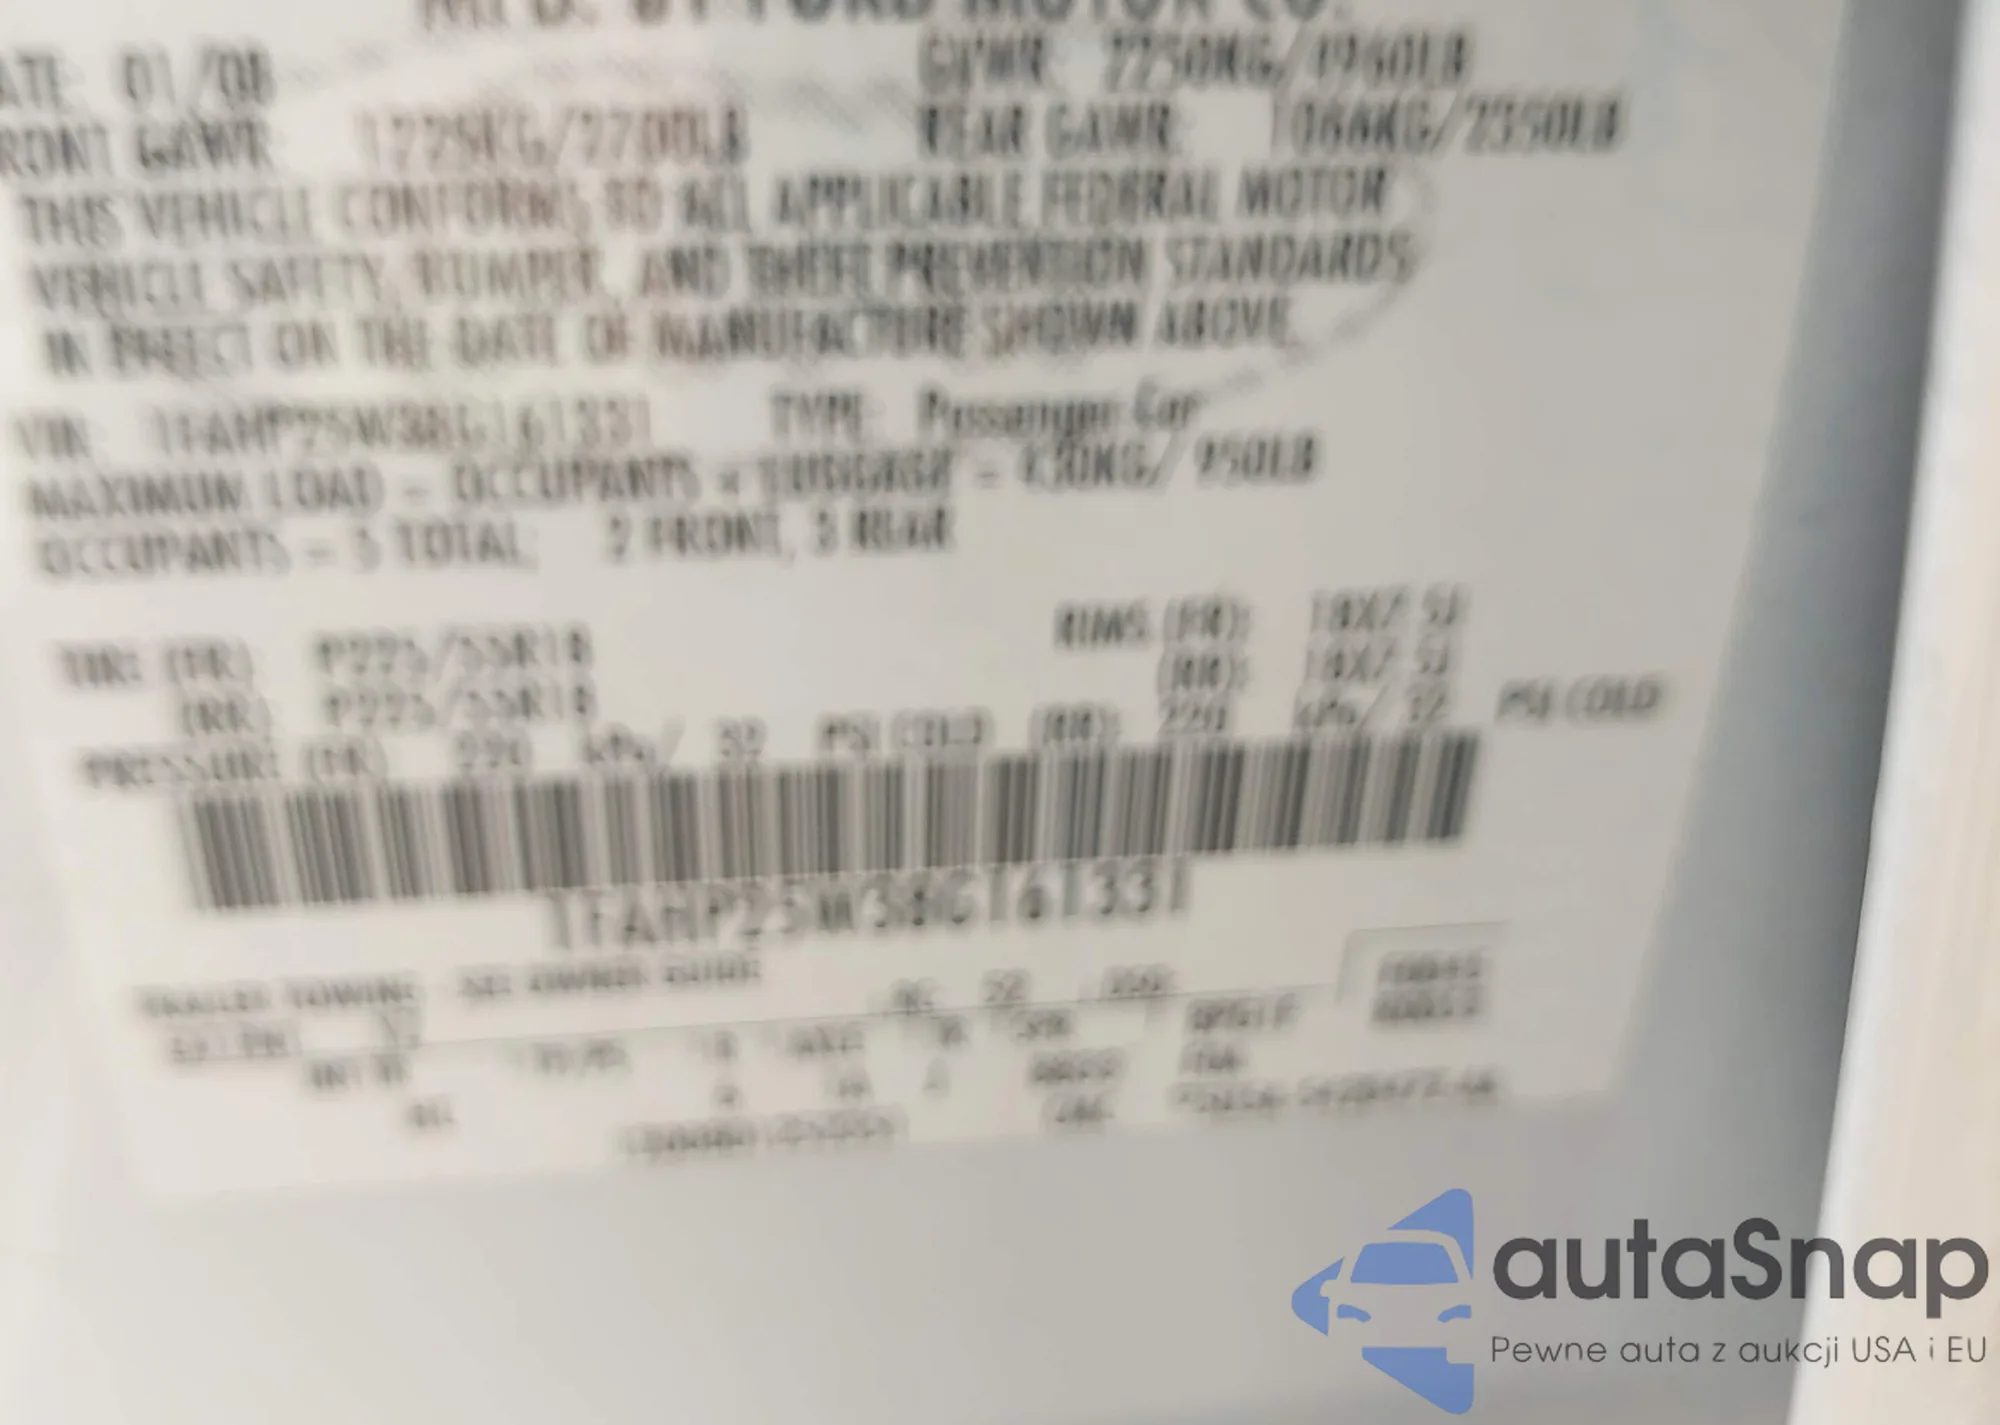 MFD. BY FORD MOTOR CO.
ATE: 01/08 GVWR: 2250KG/4960LB
RONT GAWR: 1225KG/2700LB REAR GAWR: 1066KG/2350LB
THIS VEHICLE CONFORMS TO ALL APPLICABLE FEDERAL MOTOR
VEHICLE SAFETY, BUMPER, AND THEFT PREVENTION STANDARDS
IN EFFECT ON THE DATE OF MANUFACTURE SHOWN ABOVE.
VIN: 1FAHP25W38G161331 TYPE: Passenger Car
MAXIMUM LOAD = OCCUPANTS + LUGGAGE = 430KG/ 950LB
OCCUPANTS = 5 TOTAL: 2 FRONT, 3 REAR
TIRE (FR) P225/55R18 RIMS (FR): 18X7.5J
(RR) P225/55R18 (RR): 18X7.5J
PRESSURE (FR) 220 kPa/ 32 PSI COLD (RR): 220 kPa/ 32 PSI COLD
1FAHP25W38G161331
TRAILER TOWING - SEE OWNER GUIDE
autaSnap
Pewne auta z aukcji USA i EU